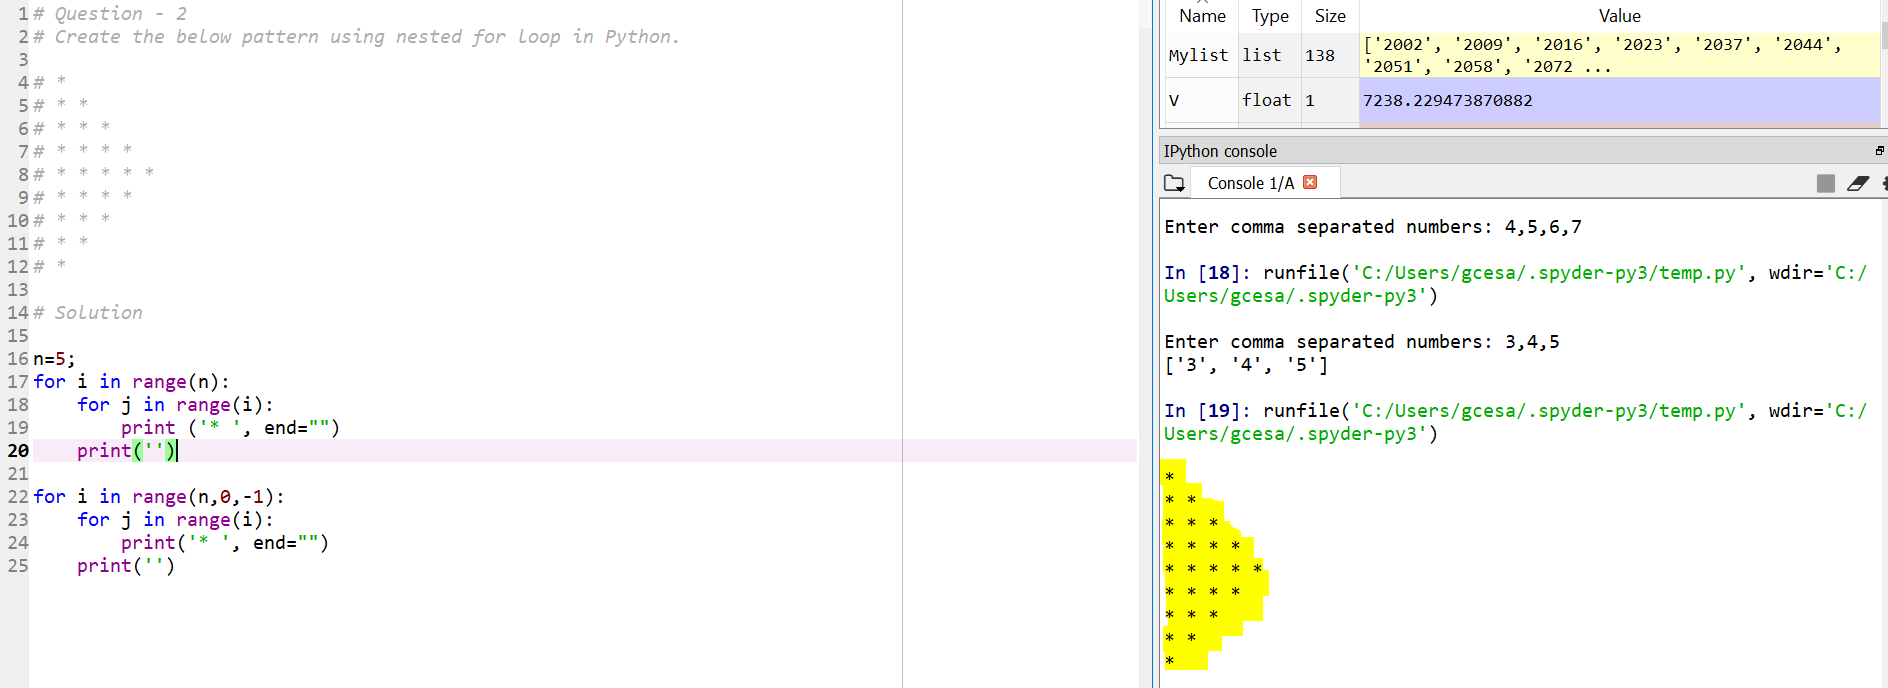 1 # Question - 2
2 # Create the below pattern using nested for loop in Python.
3
4 # *
5 # * *
6 # * * *
7 # * * * *
8 # * * * * *
9 # * * * *
10 # * * *
11 # * *
12 # *
13
14 # Solution
15
16 n=5;
17 for i in range(n):
18     for j in range(i):
19         print ('* ', end="")
20     print('')
21
22 for i in range(n,0,-1):
23     for j in range(i):
24         print('* ', end="")
25     print('')
Name Type Size Value
Mylist list 138 ['2002', '2009', '2016', '2023', '2037', '2044',
'2051', '2058', '2072 ...
V float 1 7238.229473870882
IPython console
Console 1/A
Enter comma separated numbers: 4,5,6,7
In [18]: runfile('C:/Users/gcesa/.spyder-py3/temp.py', wdir='C:/
Users/gcesa/.spyder-py3')
Enter comma separated numbers: 3,4,5
['3', '4', '5']
In [19]: runfile('C:/Users/gcesa/.spyder-py3/temp.py', wdir='C:/
Users/gcesa/.spyder-py3')
*
* *
* * *
* * * *
* * * * *
* * * *
* * *
* *
*